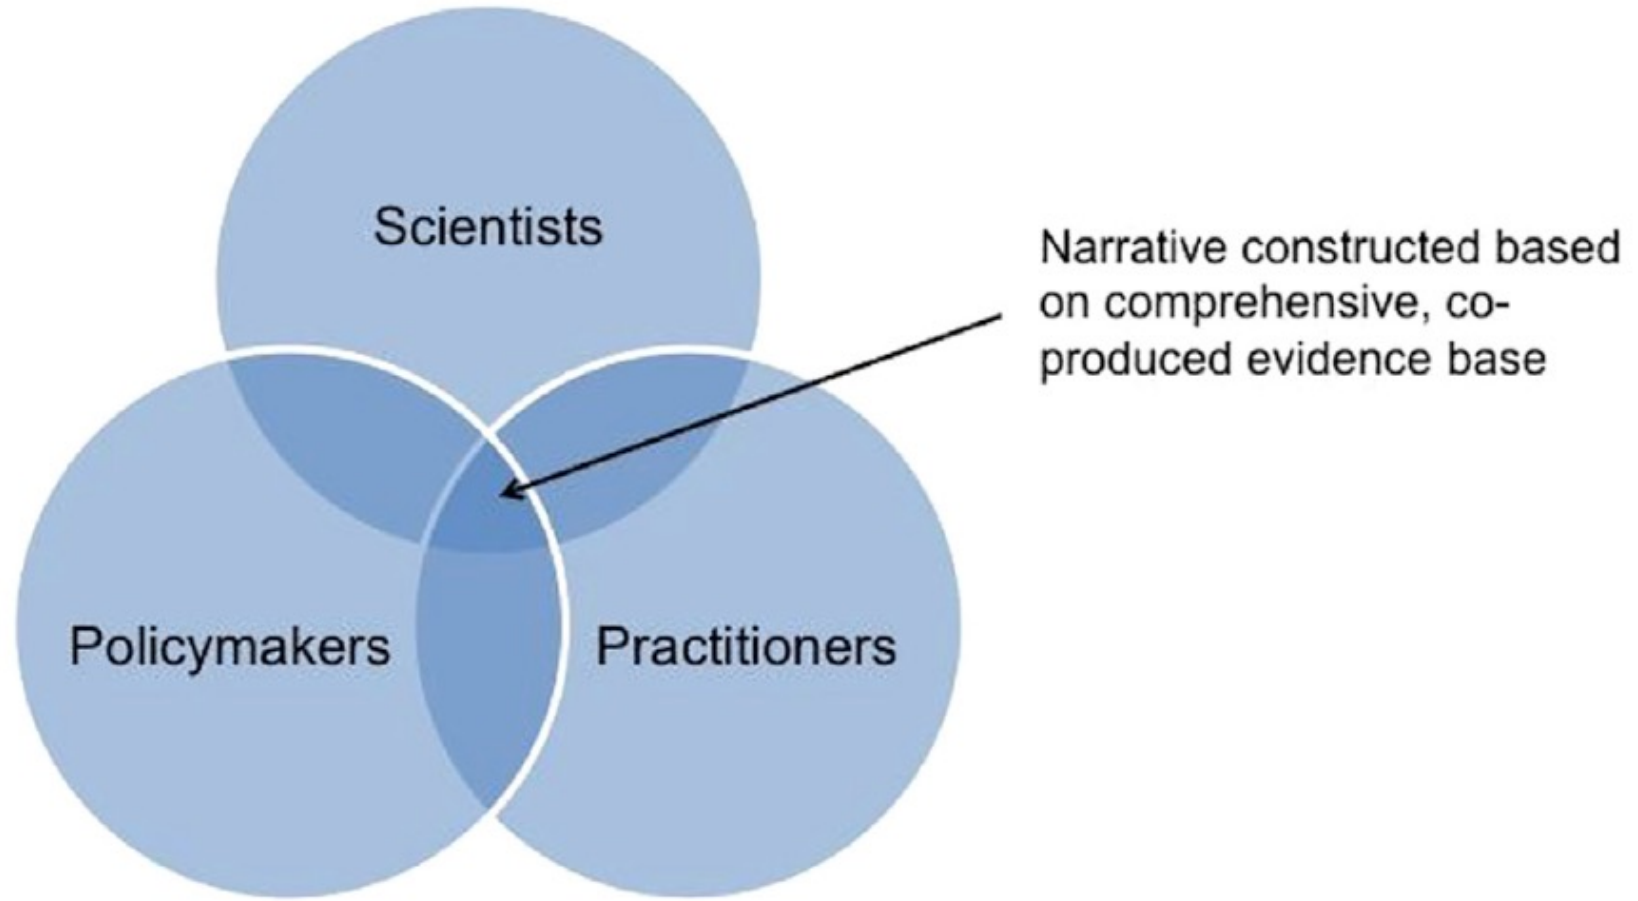 Scientists
Narrative constructed based
on comprehensive, co-
produced evidence base
Policymakers
Practitioners